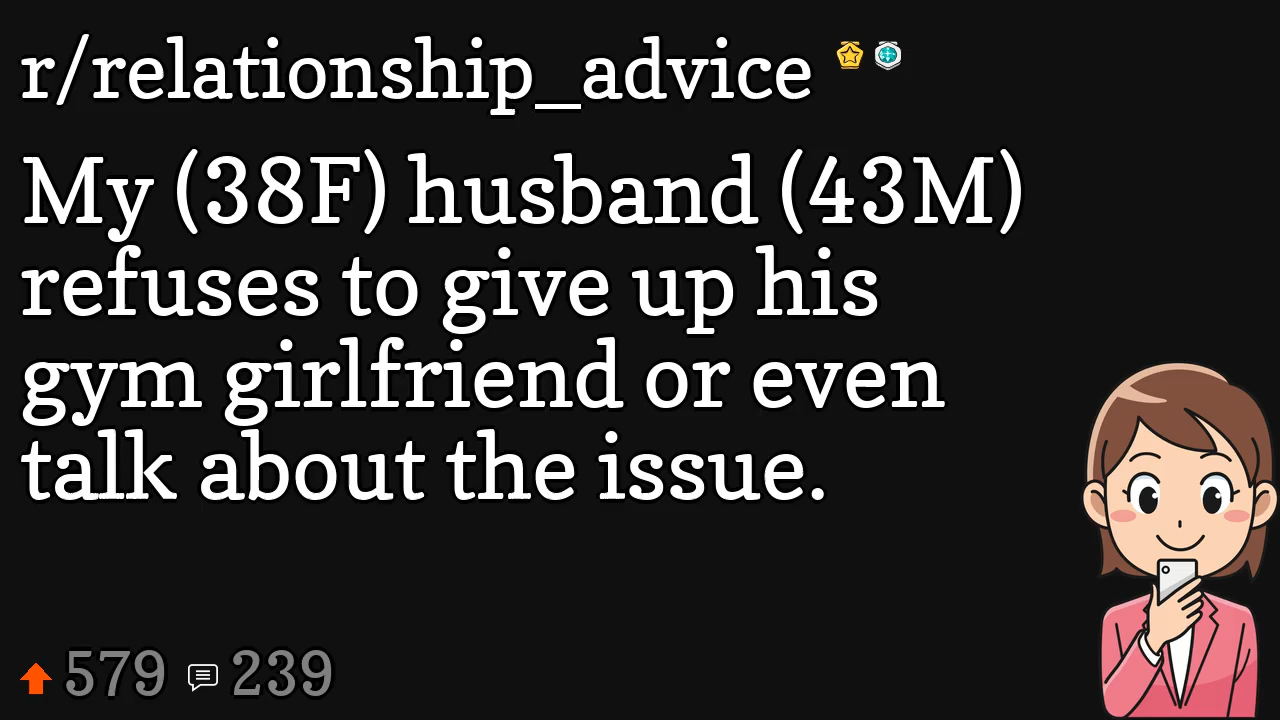 r/relationship_advice
My (38F) husband (43M)
refuses to give up his
gym girlfriend or even
talk about the issue.
579 239